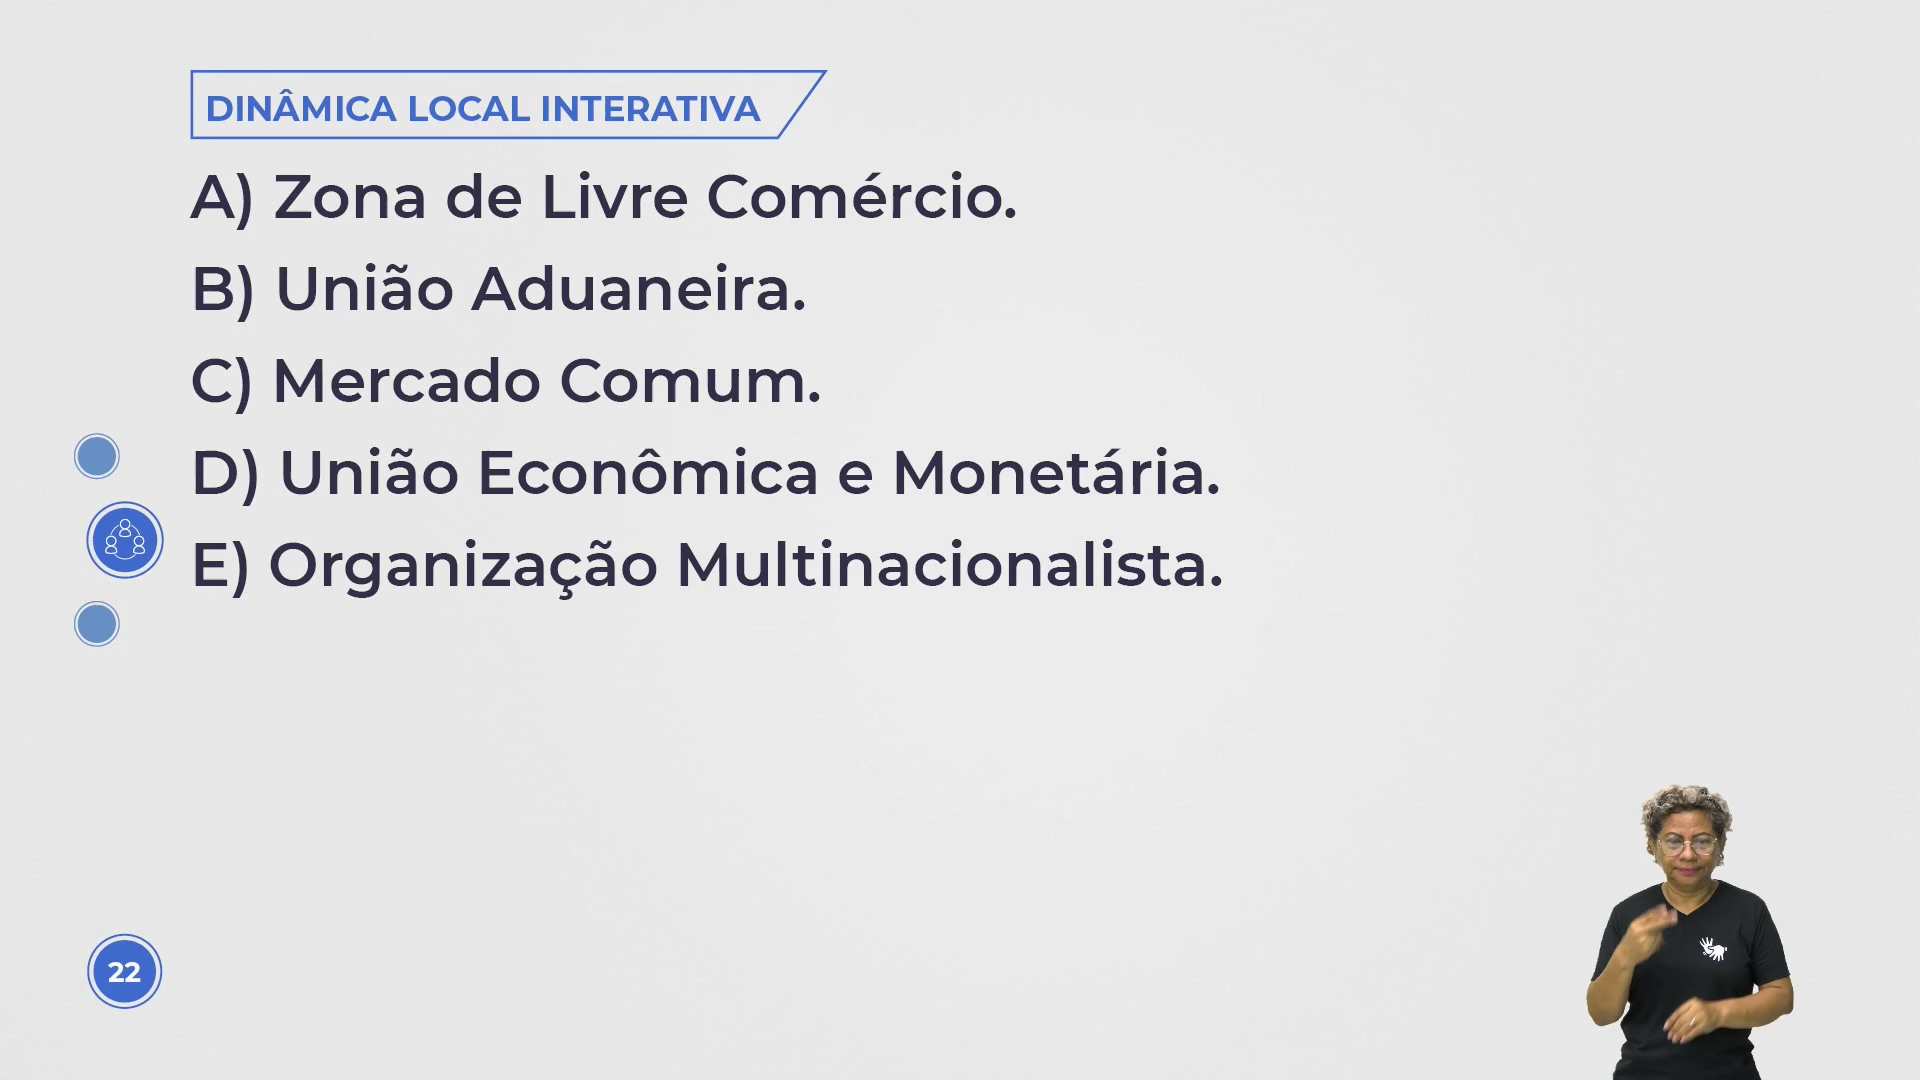 DINÂMICA LOCAL INTERATIVA
A) Zona de Livre Comércio.
B) União Aduaneira.
C) Mercado Comum.
D) União Econômica e Monetária.
E) Organização Multinacionalista.
22